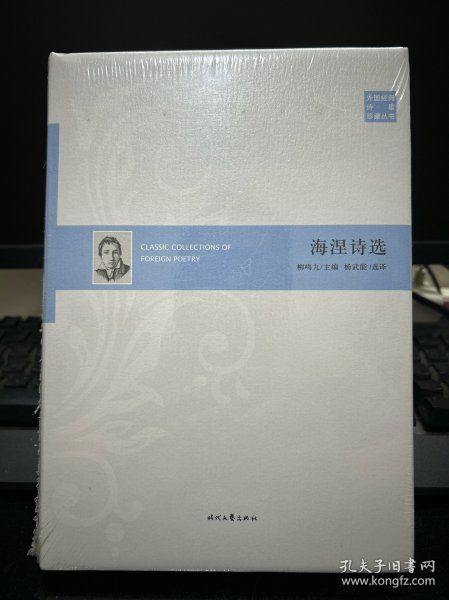 外国经典
诗歌
珍藏丛书
海涅诗选
CLASSIC COLLECTIONS OF
FOREIGN POETRY
柳鸣九/主编 杨武能/选译
时代文艺出版社
孔夫子旧书网
www.kongfz.com